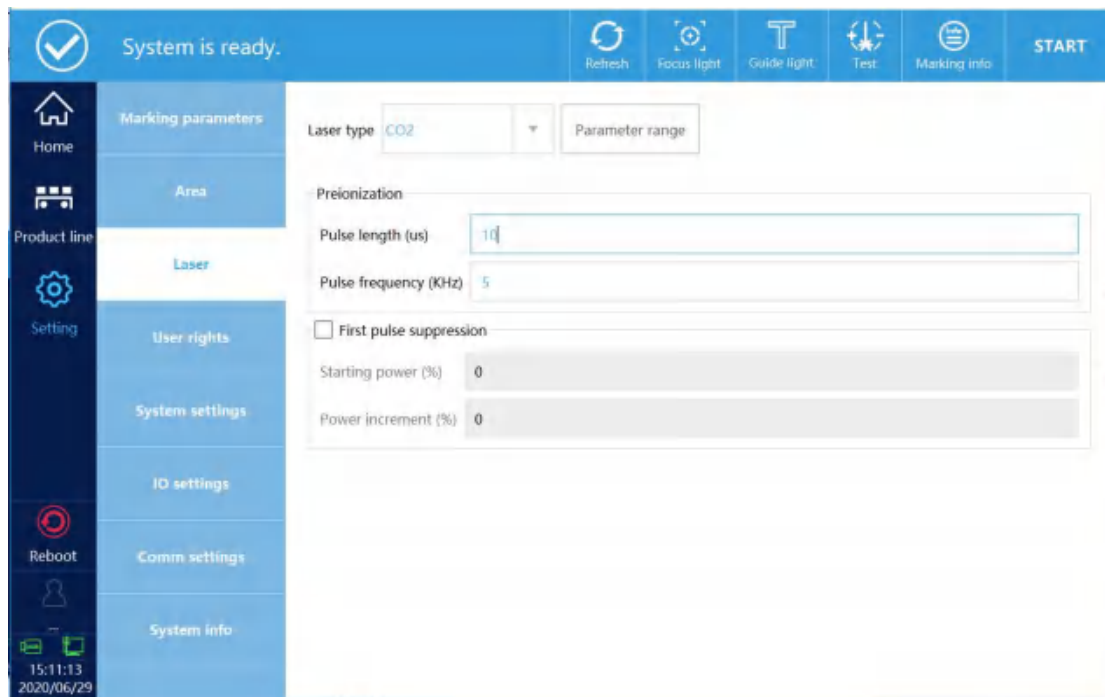 System is ready.
Refresh
Focus light
Guide light
Test
Marking info
START
Home
Product line
Setting
Reboot
15:11:13
2020/06/29
Marking parameters
Area
Laser
User rights
System settings
IO settings
Comm settings
System info
Laser type CO2
Parameter range
Preionization
Pulse length (us) 10
Pulse frequency (KHz) 5
First pulse suppression
Starting power (%) 0
Power increment (%) 0